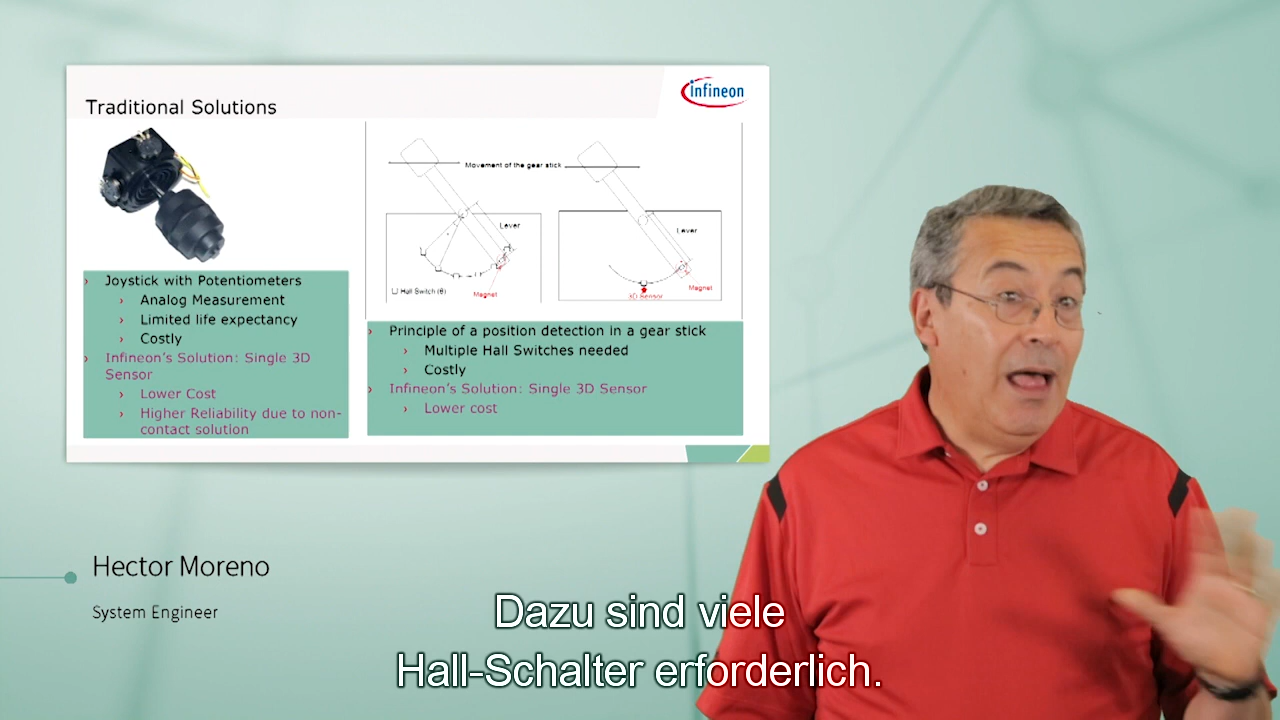 infineon
Traditional Solutions
Movement of the gear stick
Lever
Lever
Hall Switch (θ)
Magnet
Magnet
3D Sensor
Joystick with Potentiometers
Analog Measurement
Limited life expectancy
Costly
Infineon's Solution: Single 3D
Sensor
Lower Cost
Higher Reliability due to non-
contact solution
Principle of a position detection in a gear stick
Multiple Hall Switches needed
Costly
Infineon's Solution: Single 3D Sensor
Lower cost
Hector Moreno
System Engineer
Dazu sind viele
Hall-Schalter erforderlich.